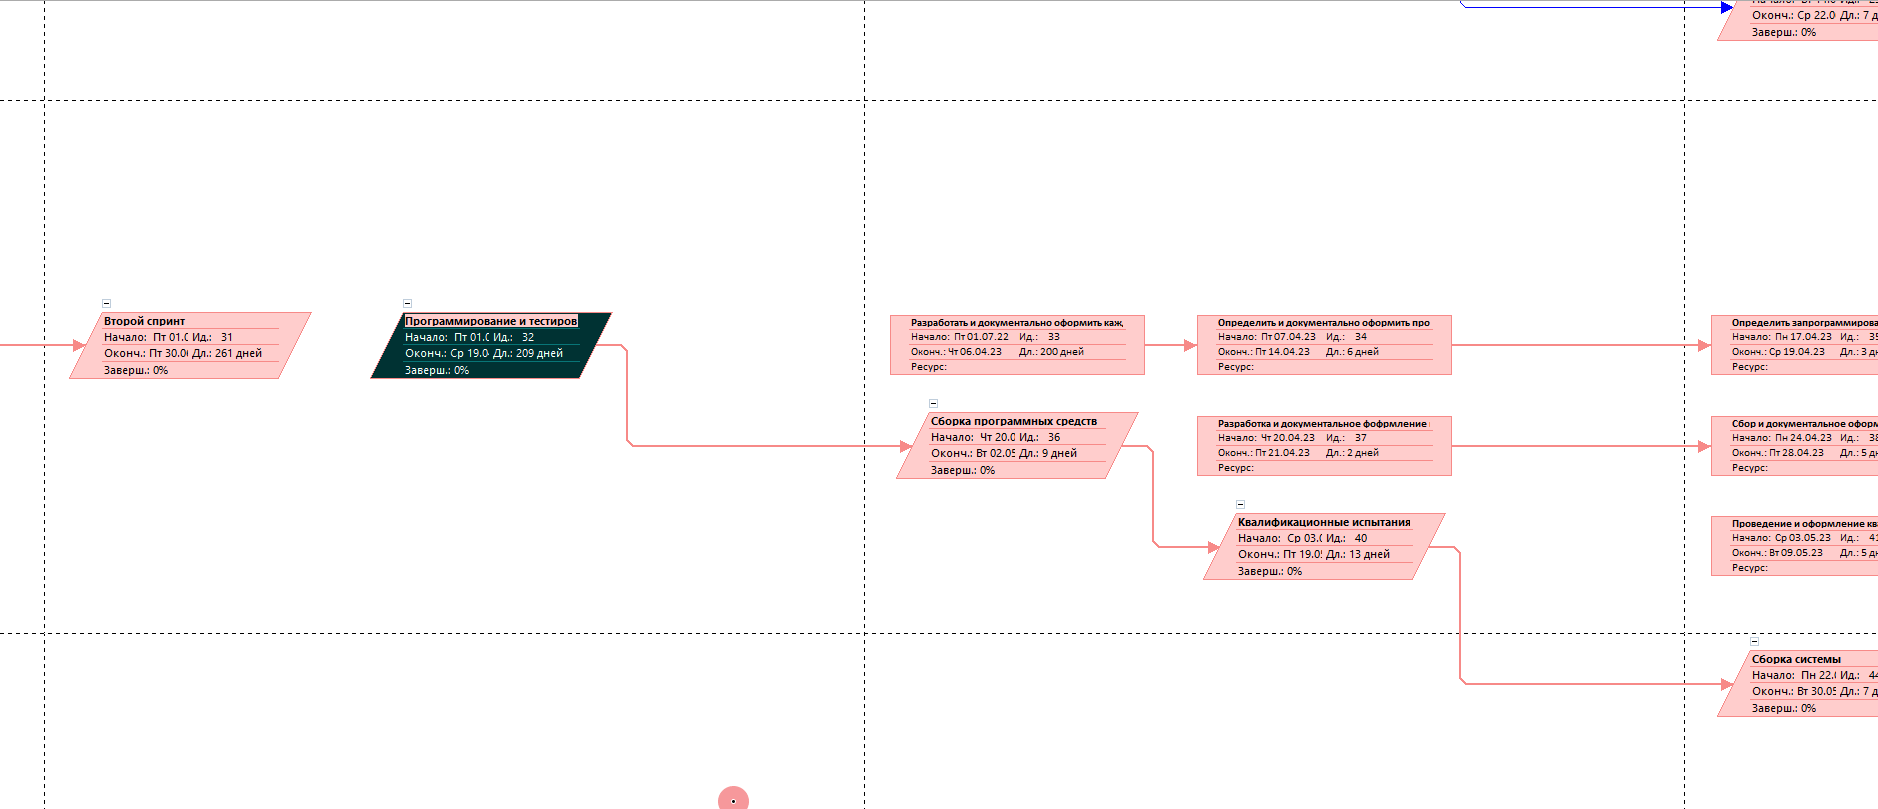 Оконч.: Ср 22.0 Дл.: 7 д
Заверш.: 0%
Второй спринт
Начало: Пт 01.0 Ид.: 31
Оконч.: Пт 30.0 Дл.: 261 дней
Заверш.: 0%
Программирование и тестиров
Начало: Пт 01.0 Ид.: 32
Оконч.: Ср 19.0 Дл.: 209 дней
Заверш.: 0%
Разработать и документально оформить каж
Начало: Пт 01.07.22 Ид.: 33
Оконч.: Чт 06.04.23 Дл.: 200 дней
Ресурс:
Определить и документально оформить про
Начало: Пт 07.04.23 Ид.: 34
Оконч.: Пт 14.04.23 Дл.: 6 дней
Ресурс:
Определить запрограммирова
Начало: Пн 17.04.23 Ид.: 35
Оконч.: Ср 19.04.23 Дл.: 3 д
Ресурс:
Сборка программных средств
Начало: Чт 20.0 Ид.: 36
Оконч.: Вт 02.05 Дл.: 9 дней
Заверш.: 0%
Разработка и документальное фофрмление
Начало: Чт 20.04.23 Ид.: 37
Оконч.: Пт 21.04.23 Дл.: 2 дней
Ресурс:
Сбор и документальное оформ
Начало: Пн 24.04.23 Ид.: 38
Оконч.: Пт 28.04.23 Дл.: 5 д
Ресурс:
Квалификационные испытания
Начало: Ср 03.0 Ид.: 40
Оконч.: Пт 19.05 Дл.: 13 дней
Заверш.: 0%
Проведение и оформление кв
Начало: Ср 03.05.23 Ид.: 41
Оконч.: Вт 09.05.23 Дл.: 5 д
Ресурс:
Сборка системы
Начало: Пн 22.0 Ид.: 44
Оконч.: Вт 30.05 Дл.: 7 д
Заверш.: 0%